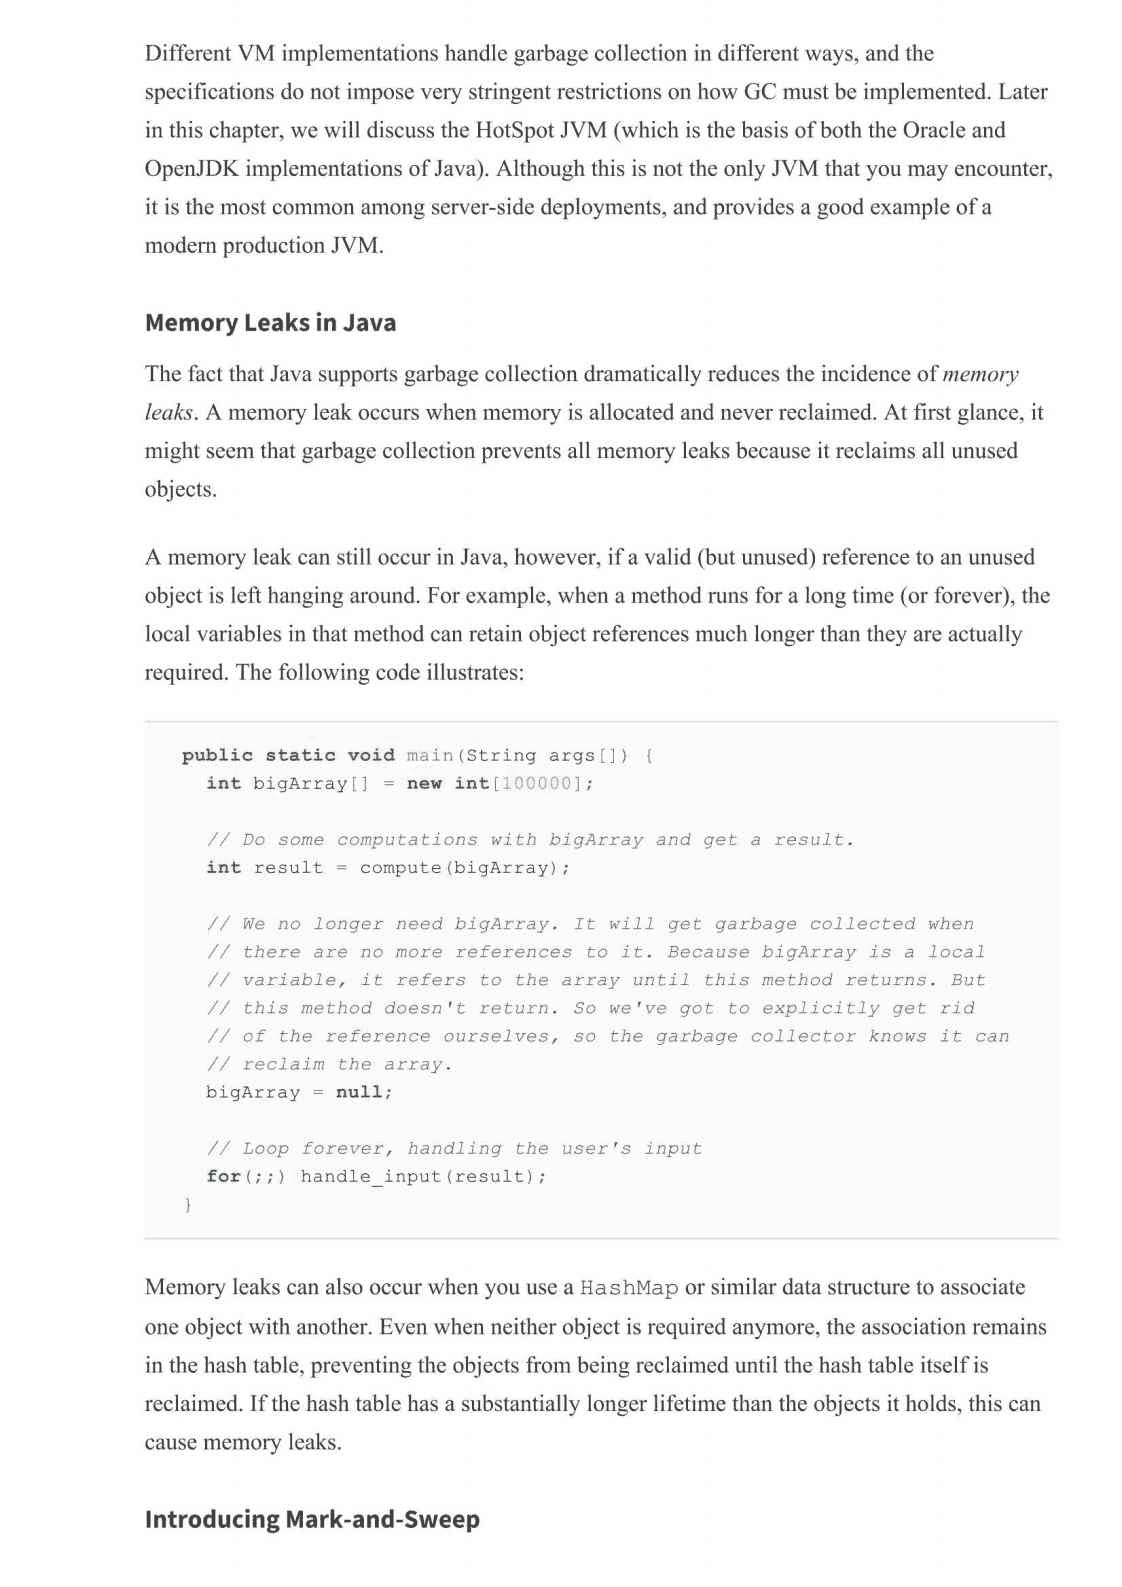 Different VM implementations handle garbage collection in different ways, and the
specifications do not impose very stringent restrictions on how GC must be implemented. Later
in this chapter, we will discuss the HotSpot JVM (which is the basis of both the Oracle and
OpenJDK implementations of Java). Although this is not the only JVM that you may encounter,
it is the most common among server-side deployments, and provides a good example of a
modern production JVM.
Memory Leaks in Java
The fact that Java supports garbage collection dramatically reduces the incidence of memory
leaks. A memory leak occurs when memory is allocated and never reclaimed. At first glance, it
might seem that garbage collection prevents all memory leaks because it reclaims all unused
objects.
A memory leak can still occur in Java, however, if a valid (but unused) reference to an unused
object is left hanging around. For example, when a method runs for a long time (or forever), the
local variables in that method can retain object references much longer than they are actually
required. The following code illustrates:
public static void main(String args[]) {
  int bigArray[] = new int[100000];
  // Do some computations with bigArray and get a result.
  int result = compute(bigArray);
  // We no longer need bigArray. It will get garbage collected when
  // there are no more references to it. Because bigArray is a local
  // variable, it refers to the array until this method returns. But
  // this method doesn't return. So we've got to explicitly get rid
  // of the reference ourselves, so the garbage collector knows it can
  // reclaim the array.
  bigArray = null;
  // Loop forever, handling the user's input
  for(;;) handle_input(result);
}
Memory leaks can also occur when you use a HashMap or similar data structure to associate
one object with another. Even when neither object is required anymore, the association remains
in the hash table, preventing the objects from being reclaimed until the hash table itself is
reclaimed. If the hash table has a substantially longer lifetime than the objects it holds, this can
cause memory leaks.
Introducing Mark-and-Sweep